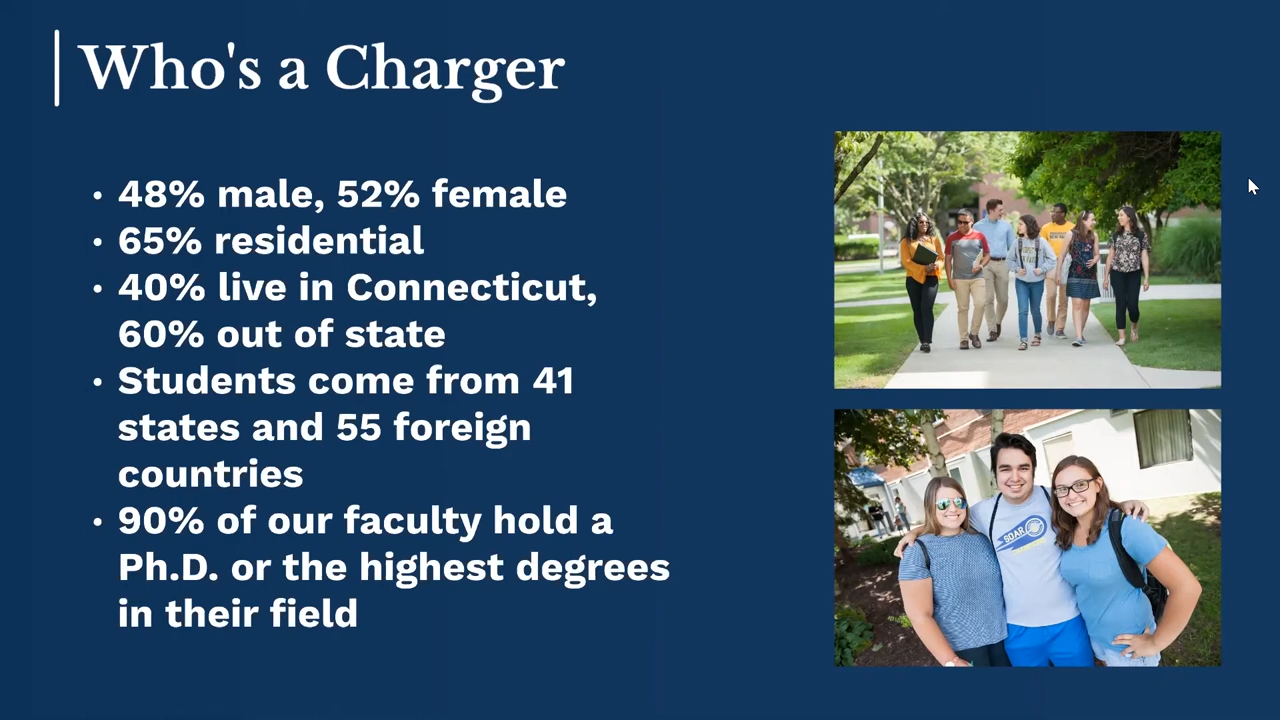 Who's a Charger
• 48% male, 52% female
• 65% residential
• 40% live in Connecticut,
60% out of state
• Students come from 41
states and 55 foreign
countries
• 90% of our faculty hold a
Ph.D. or the highest degrees
in their field
SOAR